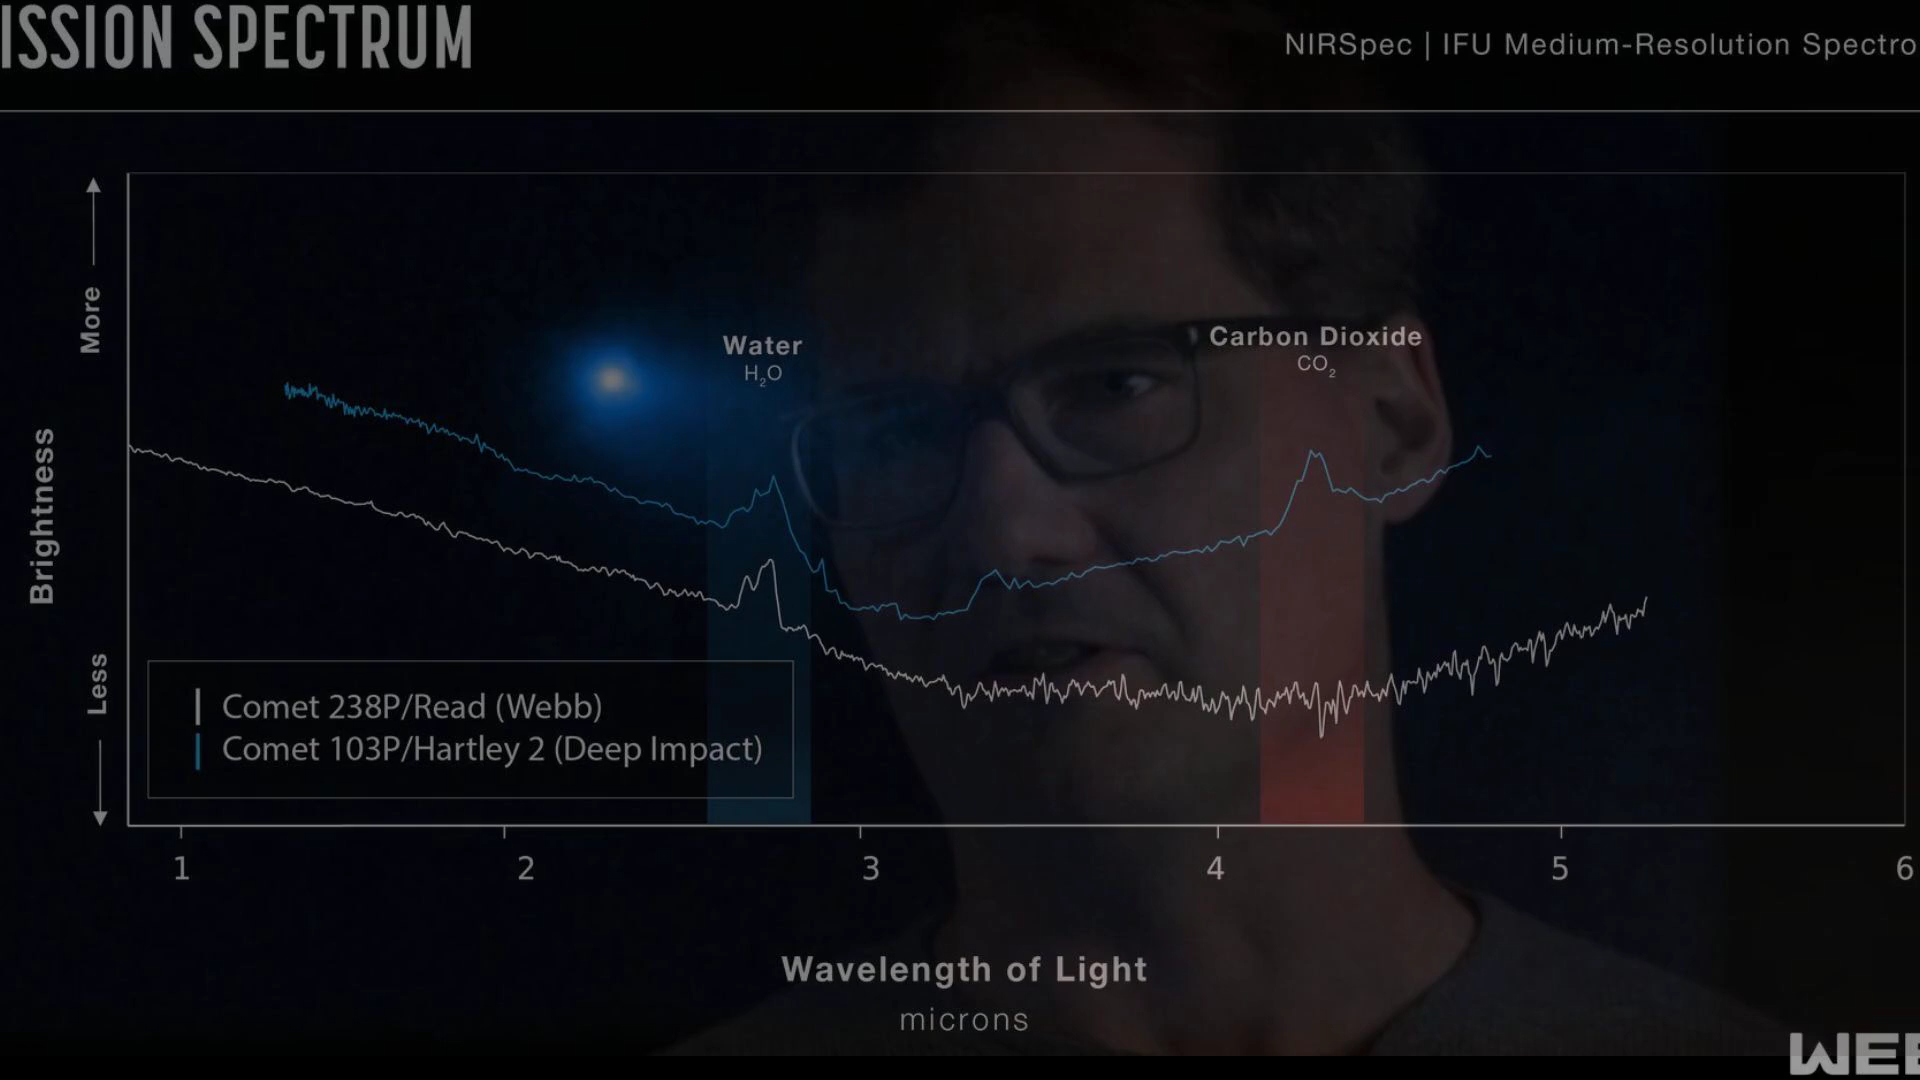 ISSION SPECTRUM
NIRSpec | IFU Medium-Resolution Spectro
More
Brightness
Less
Water
H₂O
Carbon Dioxide
CO₂
Comet 238P/Read (Webb)
Comet 103P/Hartley 2 (Deep Impact)
1 2 3 4 5 6
Wavelength of Light
microns
WEB